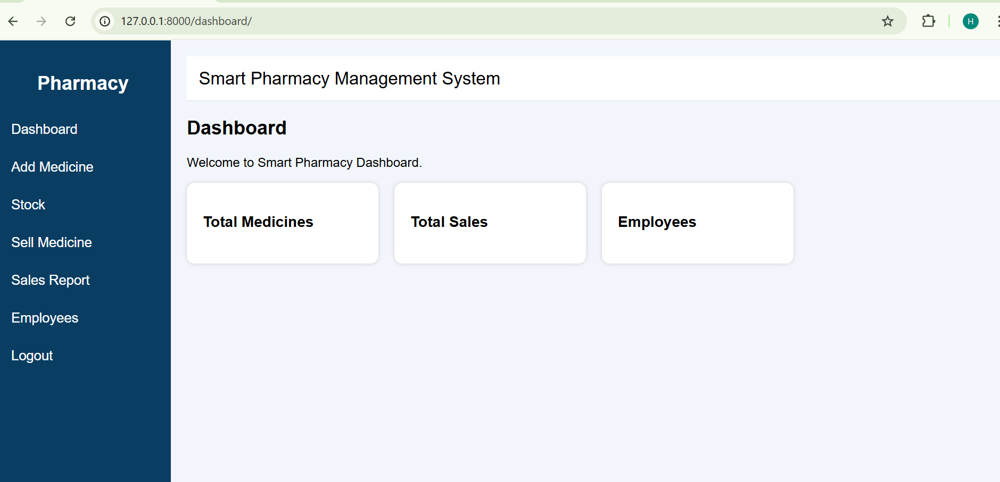 127.0.0.1:8000/dashboard/
H
Pharmacy
Dashboard
Add Medicine
Stock
Sell Medicine
Sales Report
Employees
Logout
Smart Pharmacy Management System
Dashboard
Welcome to Smart Pharmacy Dashboard.
Total Medicines
Total Sales
Employees